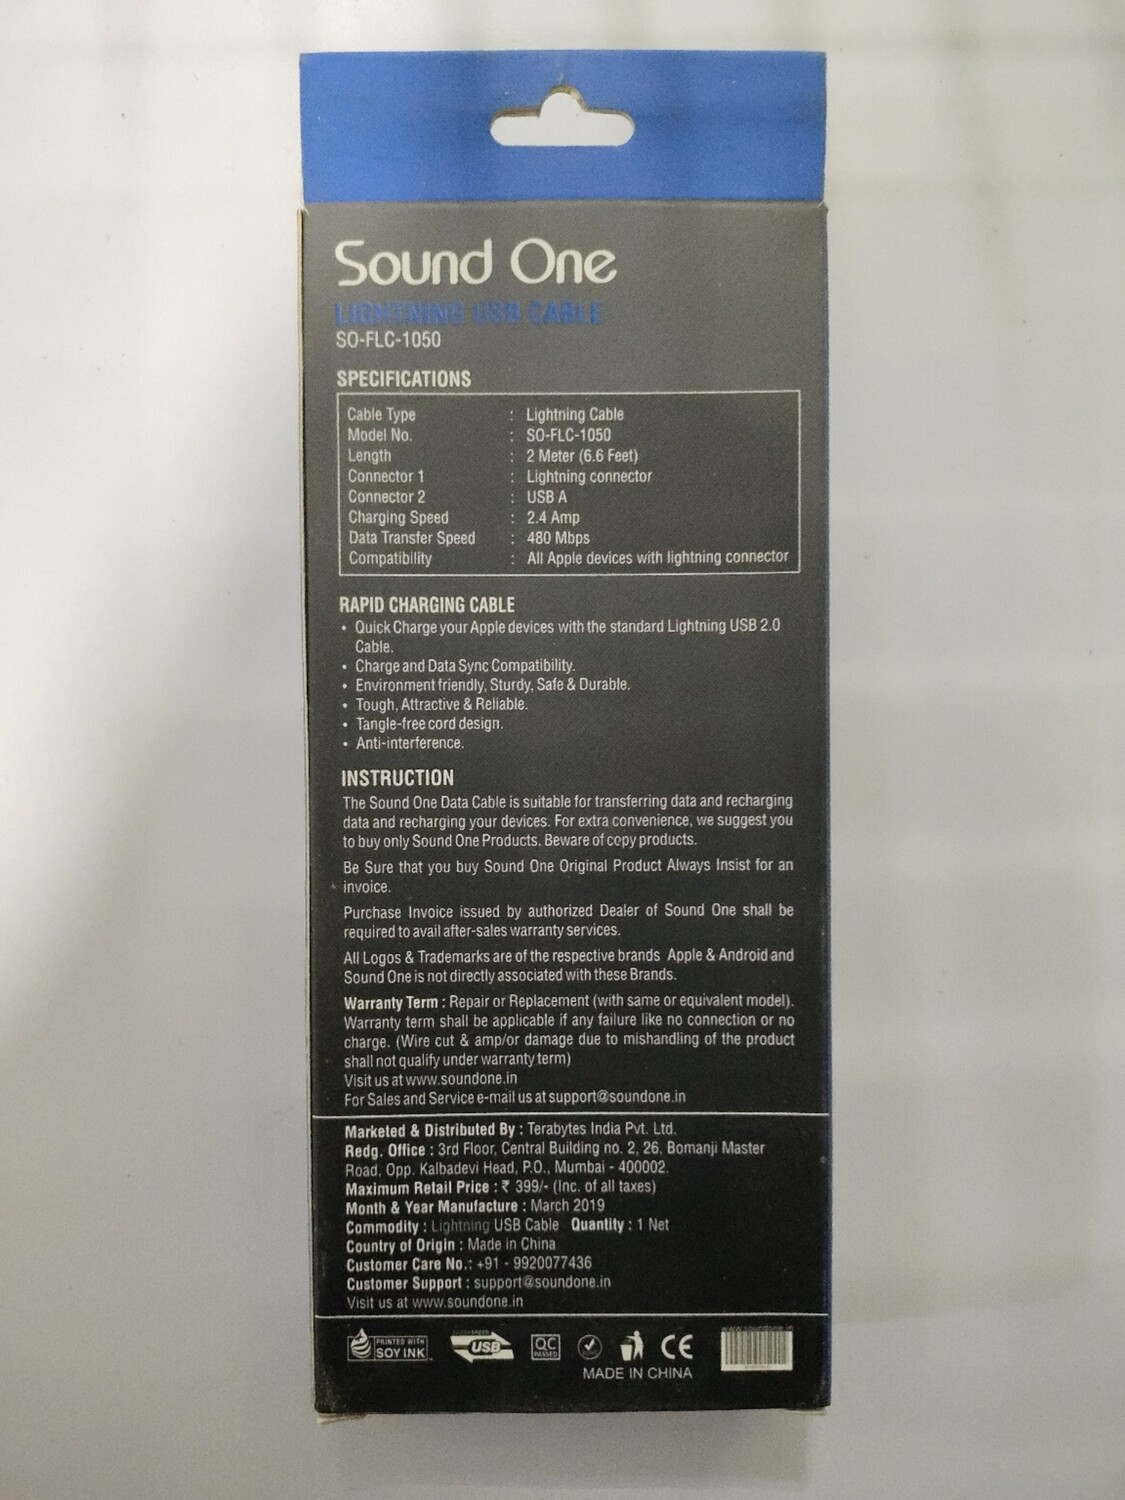 Sound One
LIGHTNING USB CABLE
SO-FLC-1050
SPECIFICATIONS
Cable Type : Lightning Cable
Model No. : SO-FLC-1050
Length : 2 Meter (6.6 Feet)
Connector 1 : Lightning connector
Connector 2 : USB A
Charging Speed : 2.4 Amp
Data Transfer Speed : 480 Mbps
Compatibility : All Apple devices with lightning connector
RAPID CHARGING CABLE
• Quick Charge your Apple devices with the standard Lightning USB 2.0
Cable.
• Charge and Data Sync Compatibility.
• Environment friendly, Sturdy, Safe & Durable.
• Tough, Attractive & Reliable.
• Tangle-free cord design.
• Anti-interference.
INSTRUCTION
The Sound One Data Cable is suitable for transferring data and recharging
data and recharging your devices. For extra convenience, we suggest you
to buy only Sound One Products. Beware of copy products.
Be Sure that you buy Sound One Original Product Always Insist for an
invoice.
Purchase Invoice issued by authorized Dealer of Sound One shall be
required to avail after-sales warranty services.
All Logos & Trademarks are of the respective brands Apple & Android and
Sound One is not directly associated with these Brands.
Warranty Term : Repair or Replacement (with same or equivalent model).
Warranty term shall be applicable if any failure like no connection or no
charge. (Wire cut & amp/or damage due to mishandling of the product
shall not qualify under warranty term)
Visit us at www.soundone.in
For Sales and Service e-mail us at support@soundone.in
Marketed & Distributed By : Terabytes India Pvt. Ltd.
Redg. Office : 3rd Floor, Central Building no. 2, 26, Bomanji Master
Road, Opp. Kalbadevi Head, P.O., Mumbai - 400002.
Maximum Retail Price : ₹ 399/- (Inc. of all taxes)
Month & Year Manufacture : March 2019
Commodity : Lightning USB Cable Quantity : 1 Net
Country of Origin : Made in China
Customer Care No.: +91 - 9920077436
Customer Support : support@soundone.in
Visit us at www.soundone.in
PRINTED WITH
SOY INK
USB
QC
PASSED
CE
www.soundone.in
MADE IN CHINA